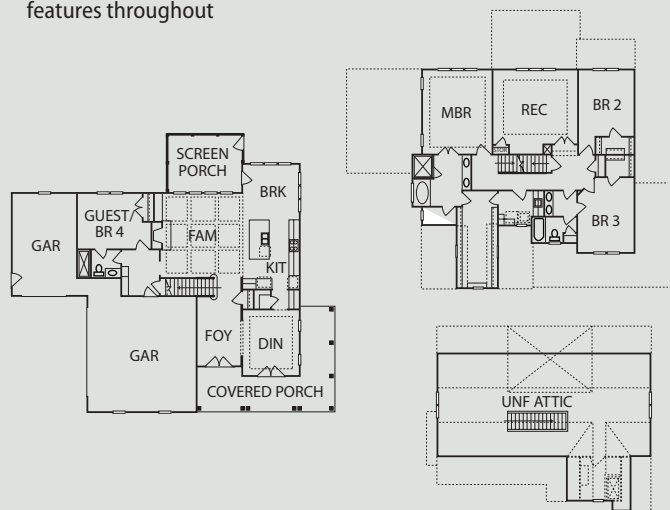 features throughout
SCREEN
PORCH
BRK
GUEST/
BR 4
GAR
FAM
KIT
GAR
FOY
DIN
COVERED PORCH
MBR
REC
BR 2
STOR
BR 3
UNF ATTIC